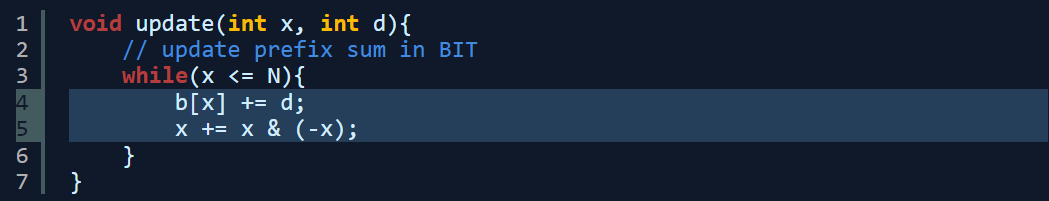 1 void update(int x, int d){
2     // update prefix sum in BIT
3     while(x <= N){
4         b[x] += d;
5         x += x & (-x);
6     }
7 }